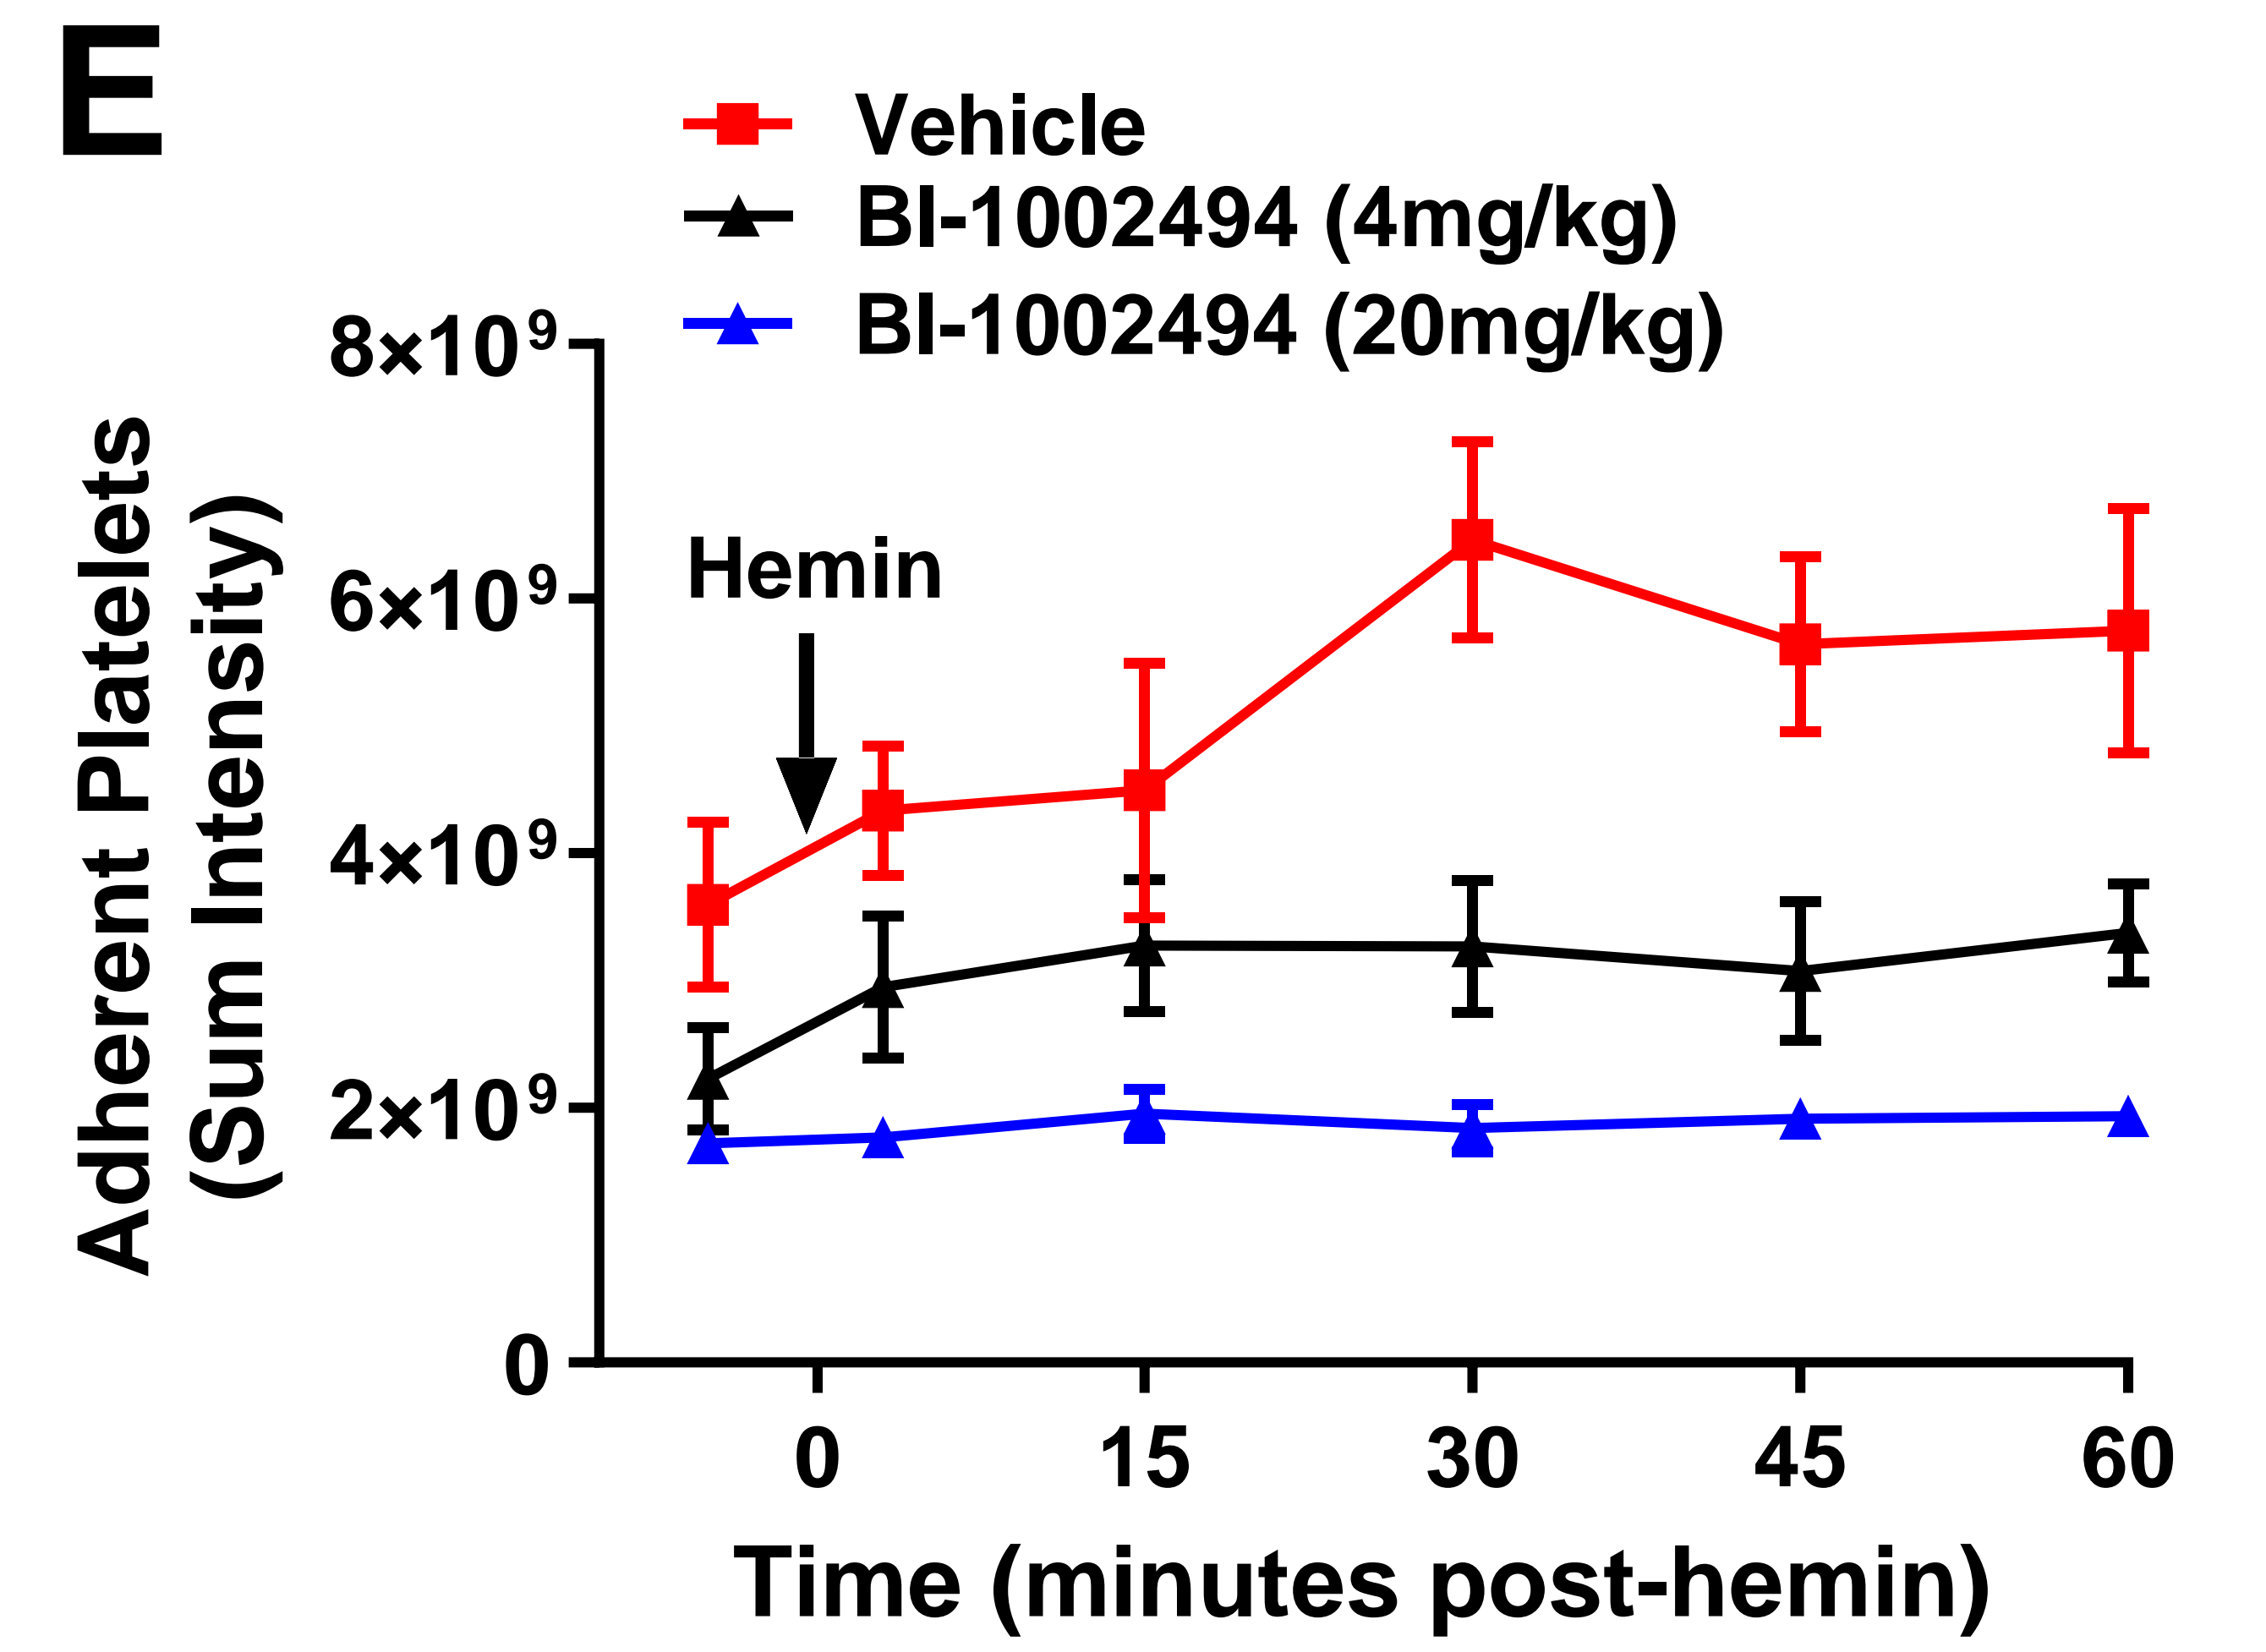 E
Vehicle
BI-1002494 (4mg/kg)
BI-1002494 (20mg/kg)
Adherent Platelets
(Sum Intensity)
8×10⁹
6×10⁹
4×10⁹
2×10⁹
0
Hemin
0 15 30 45 60
Time (minutes post-hemin)